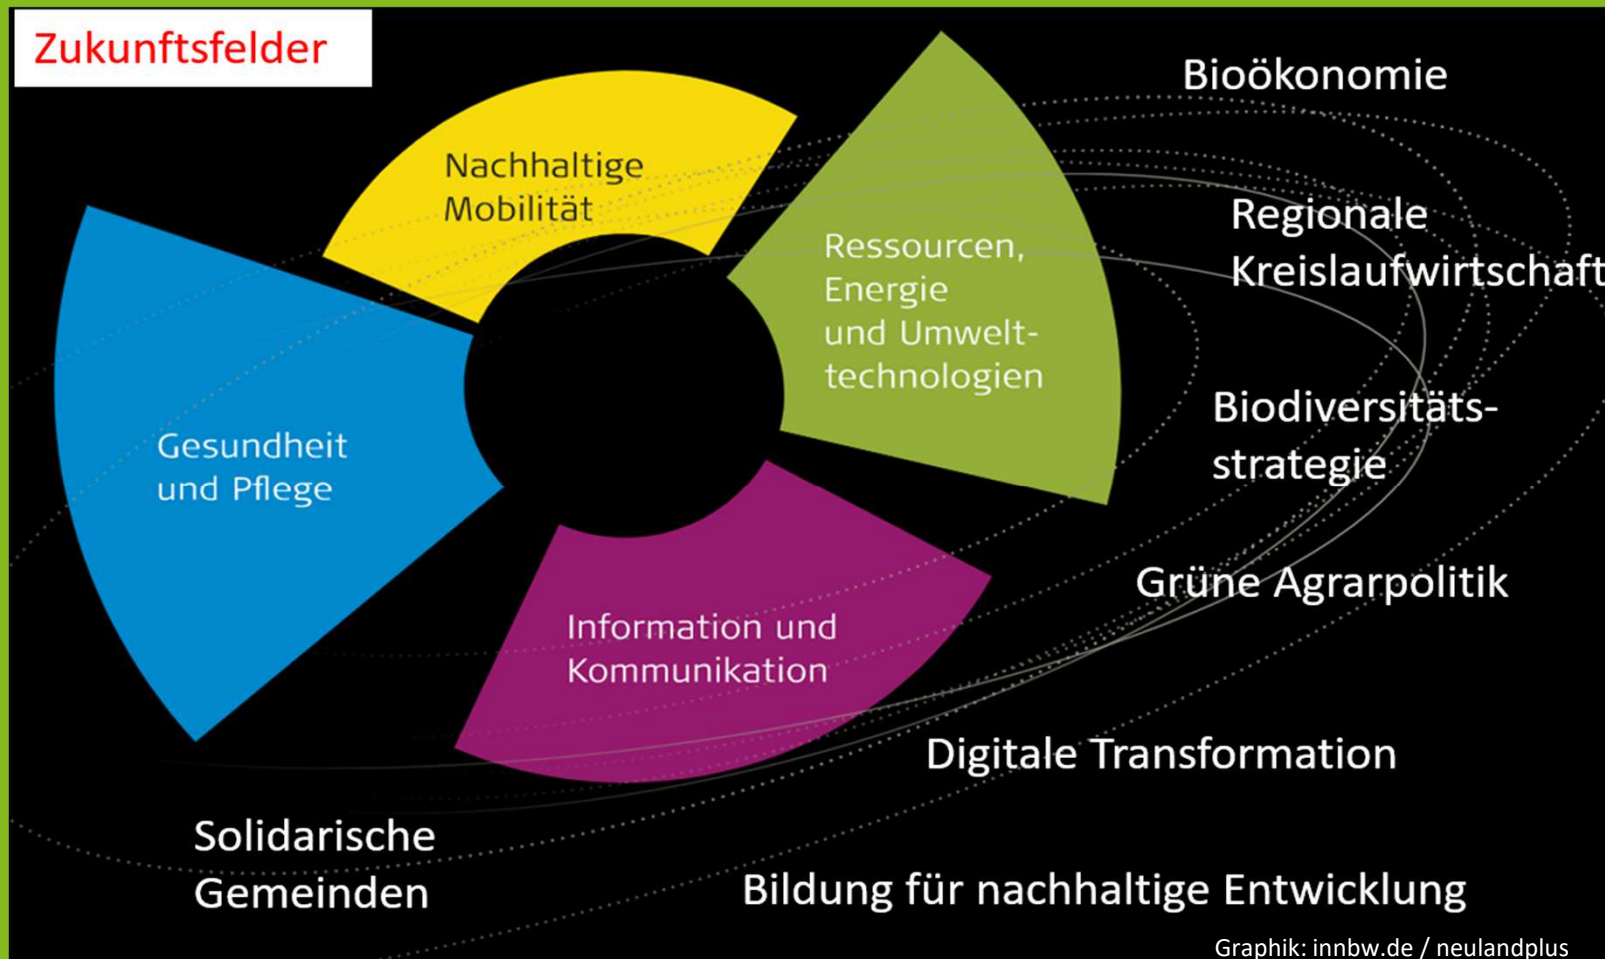 Zukunftsfelder
Nachhaltige
Mobilität
Ressourcen,
Energie
und Umwelt-
technologien
Gesundheit
und Pflege
Information und
Kommunikation
Bioökonomie
Regionale
Kreislaufwirtschaft
Biodiversitäts-
strategie
Grüne Agrarpolitik
Digitale Transformation
Solidarische
Gemeinden
Bildung für nachhaltige Entwicklung
Graphik: innbw.de / neulandplus